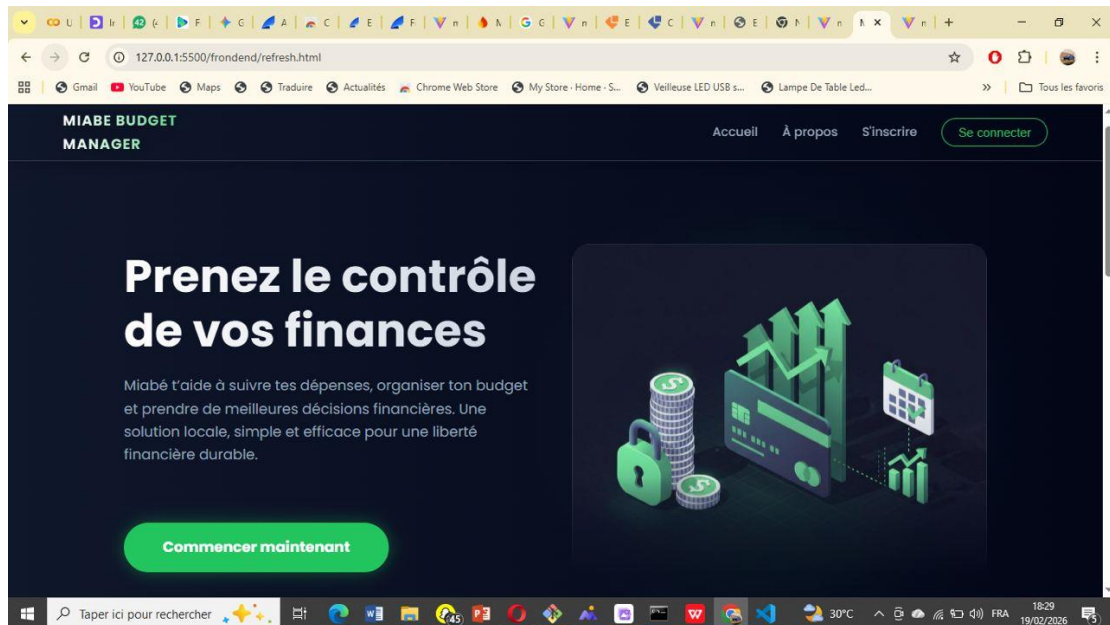 127.0.0.1:5500/frondend/refresh.html
Gmail YouTube Maps Traduire Actualités Chrome Web Store My Store · Home · S... Veilleuse LED USB s... Lampe De Table Led... » Tous les favoris
MIABE BUDGET
MANAGER
Accueil À propos S'inscrire Se connecter
Prenez le contrôle
de vos finances
Miabé t'aide à suivre tes dépenses, organiser ton budget
et prendre de meilleures décisions financières. Une
solution locale, simple et efficace pour une liberté
financière durable.
Commencer maintenant
Taper ici pour rechercher
30°C
FRA
18:29
19/02/2026